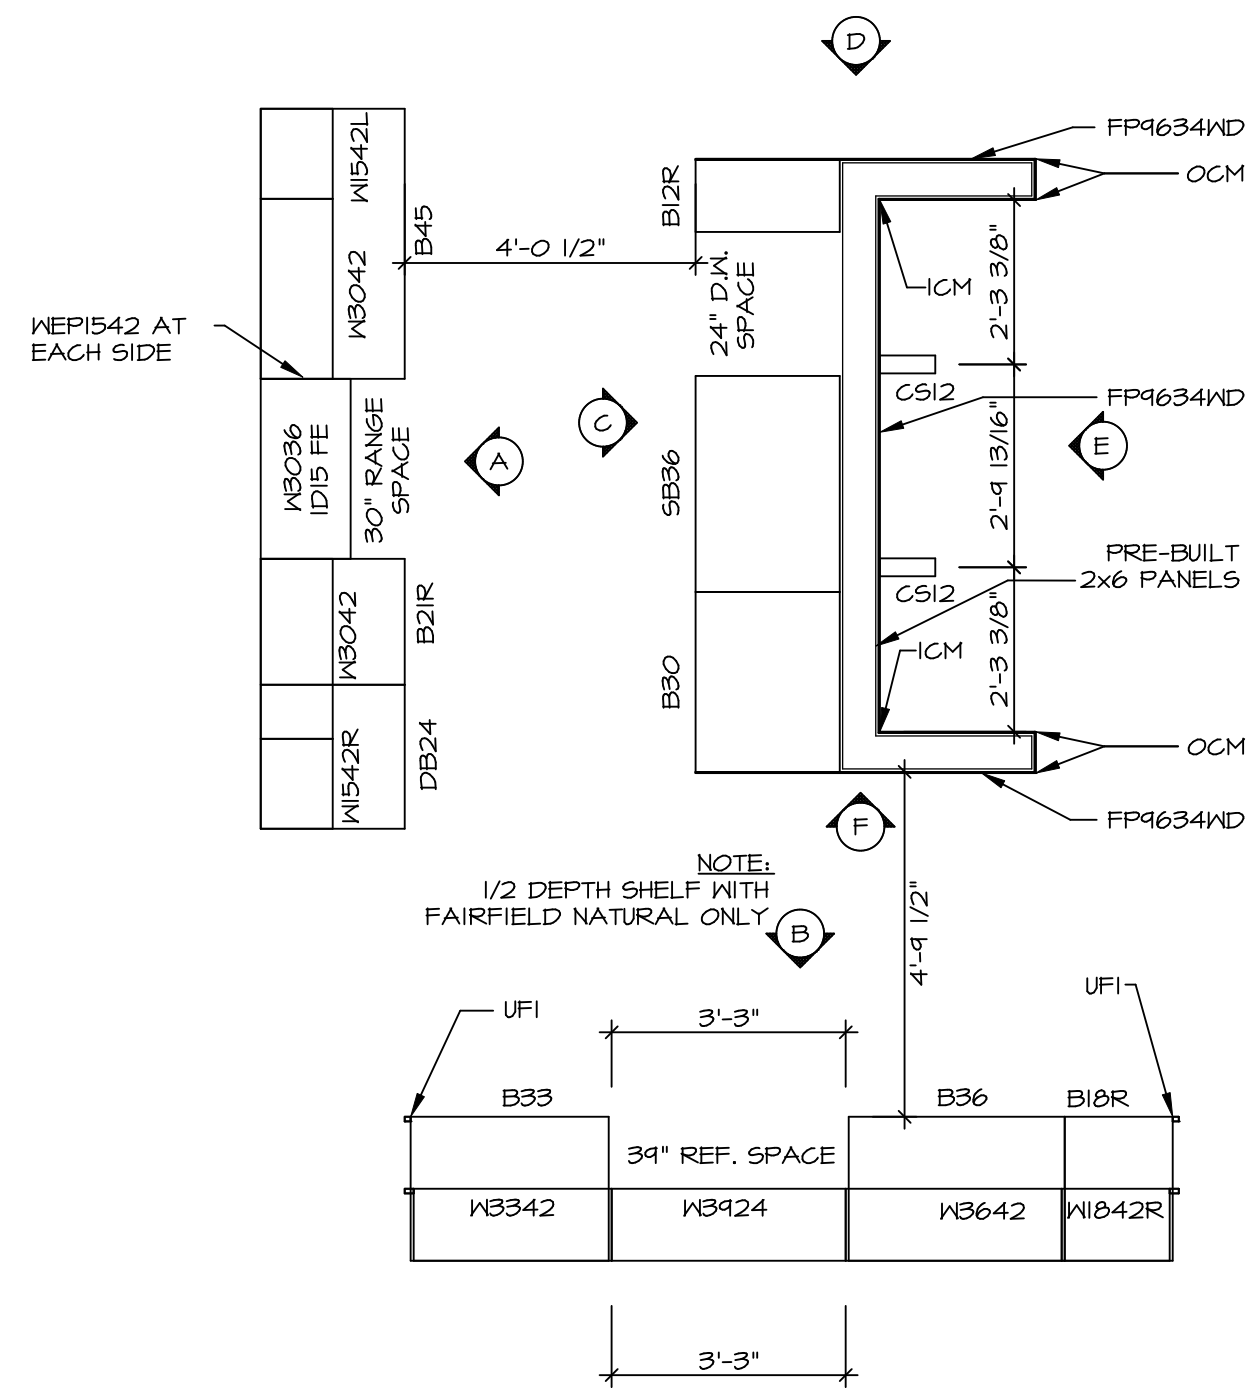 D
FP9634WD
OCM
W1542L
B12R
B45
4'-0 1/2"
24" D.W.
SPACE
ICM
2'-3 3/8"
W3042
WEP1542 AT
EACH SIDE
CS12
FP9634WD
C
A
E
W3036
ID15 FE
30" RANGE
SPACE
SB36
2'-9 13/16"
PRE-BUILT
2x6 PANELS
CS12
W3042
B21R
B30
ICM
2'-3 3/8"
W1542R
DB24
OCM
FP9634WD
F
NOTE:
1/2 DEPTH SHELF WITH
FAIRFIELD NATURAL ONLY
B
4'-9 1/2"
UF1
UF1
3'-3"
B33
B36
B18R
39" REF. SPACE
W3342
W3924
W3642
W1842R
3'-3"